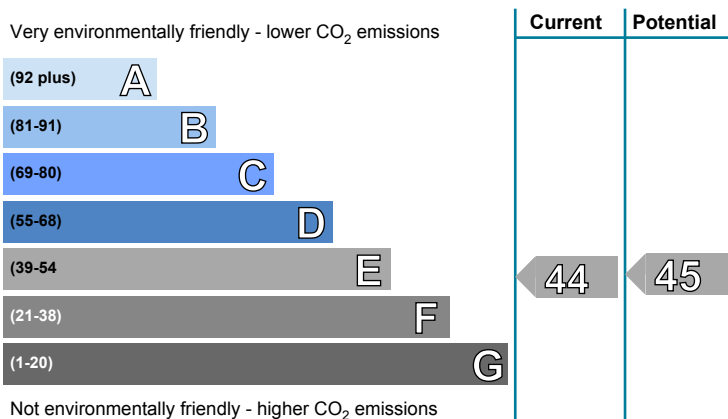 Current Potential
Very environmentally friendly - lower CO2 emissions
(92 plus) A
(81-91) B
(69-80) C
(55-68) D
(39-54 E 44 45
(21-38) F
(1-20) G
Not environmentally friendly - higher CO2 emissions